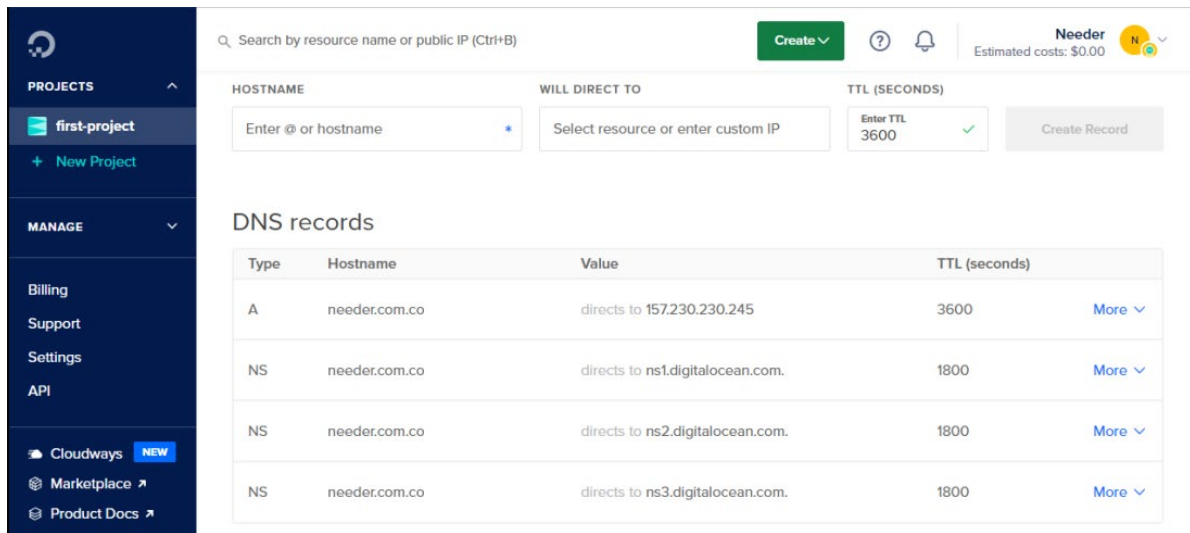 Search by resource name or public IP (Ctrl+B)
Create
Needer
Estimated costs: $0.00
N
PROJECTS
first-project
+ New Project
MANAGE
Billing
Support
Settings
API
Cloudways NEW
Marketplace
Product Docs
HOSTNAME WILL DIRECT TO TTL (SECONDS)
Enter @ or hostname *
Select resource or enter custom IP
Enter TTL
3600
Create Record
DNS records
Type Hostname Value TTL (seconds)
A needer.com.co directs to 157.230.230.245 3600 More
NS needer.com.co directs to ns1.digitalocean.com. 1800 More
NS needer.com.co directs to ns2.digitalocean.com. 1800 More
NS needer.com.co directs to ns3.digitalocean.com. 1800 More